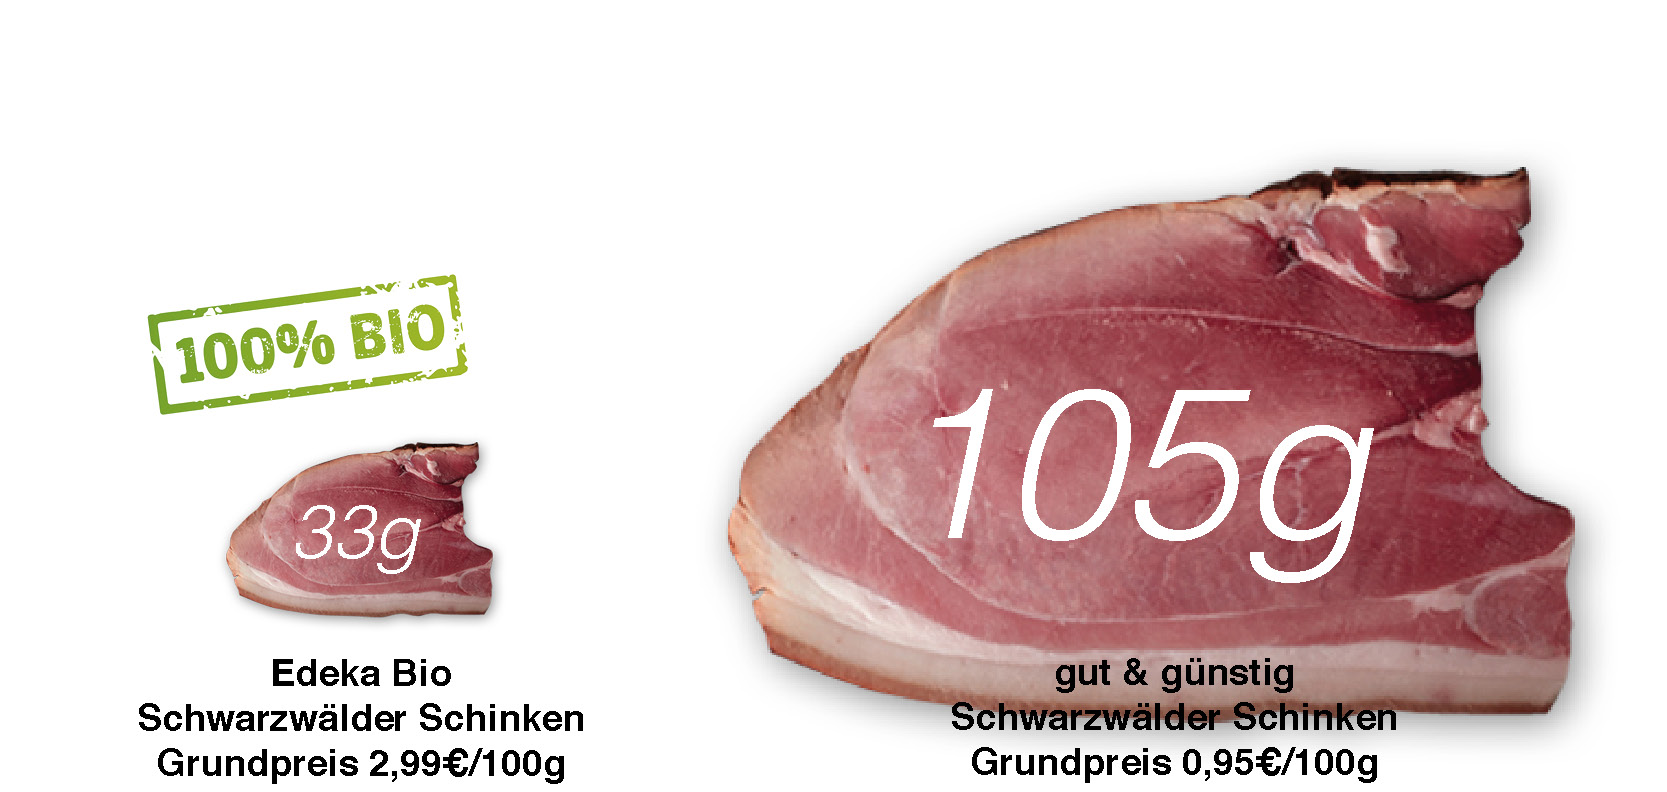 100% BIO
33g
Edeka Bio
Schwarzwälder Schinken
Grundpreis 2,99€/100g
105g
gut & günstig
Schwarzwälder Schinken
Grundpreis 0,95€/100g